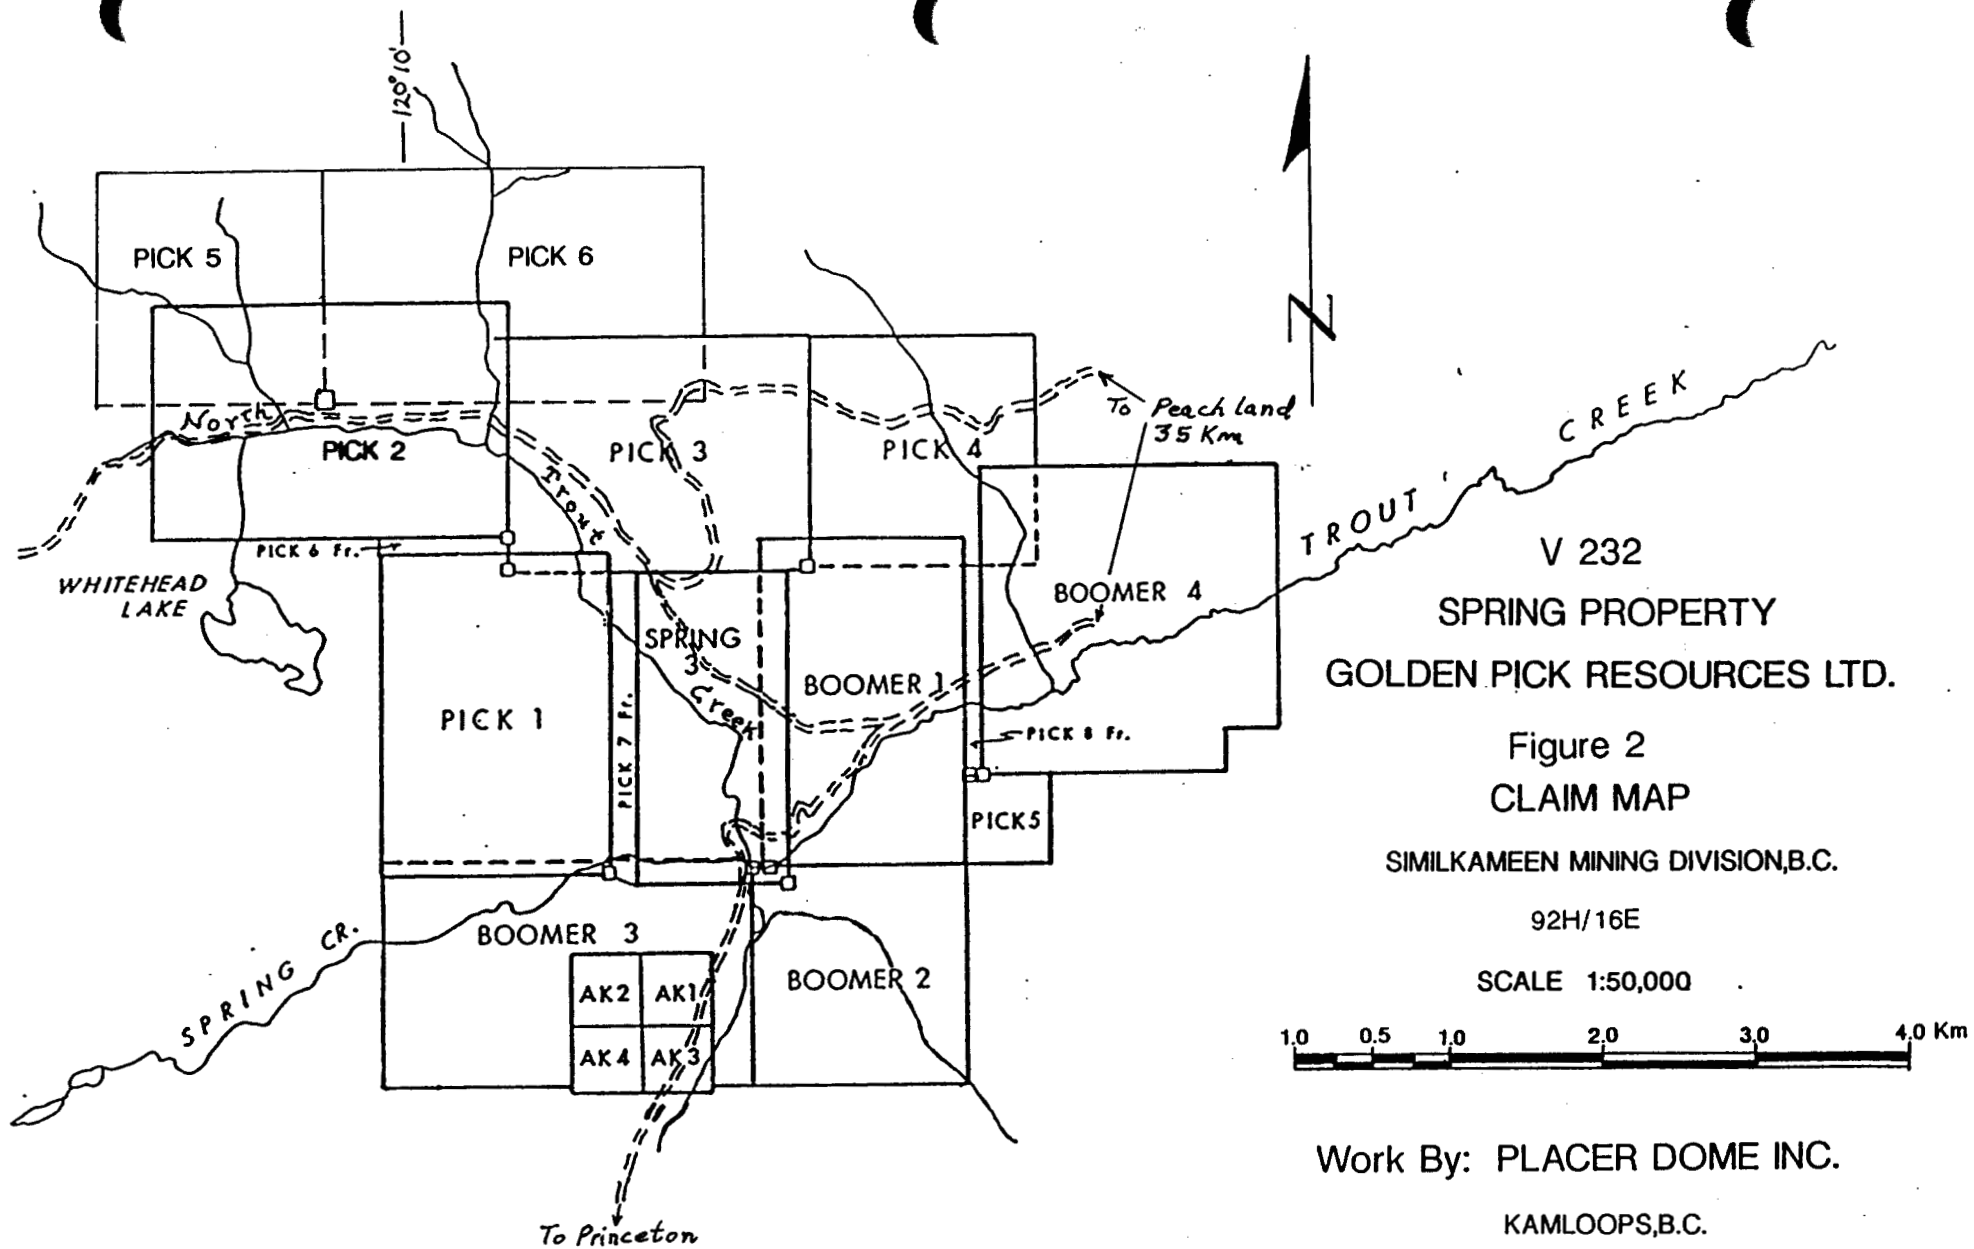 120°10'
PICK 5
PICK 6
North
PICK 2
PICK 3
PICK 4
To Peachland
35 Km
Trout
CREEK
TROUT
PICK 6 Fr.
WHITEHEAD
LAKE
BOOMER 4
SPRING
3
BOOMER 1
Creek
PICK 1
PICK 7 Fr.
PICK 8 Fr.
PICK5
SPRING CR.
BOOMER 3
BOOMER 2
AK2
AK1
AK4
AK3
To Princeton
N
V 232
SPRING PROPERTY
GOLDEN PICK RESOURCES LTD.
Figure 2
CLAIM MAP
SIMILKAMEEN MINING DIVISION,B.C.
92H/16E
SCALE 1:50,000
1.0 0.5 1.0 2.0 3.0 4.0 Km
Work By: PLACER DOME INC.
KAMLOOPS,B.C.